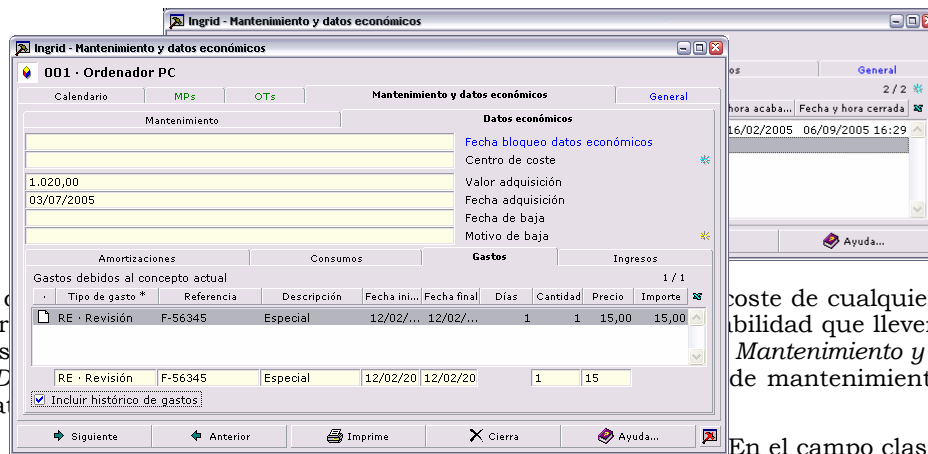 Ingrid - Mantenimiento y datos económicos
Ingrid - Mantenimiento y datos económicos
001 · Ordenador PC
os General
Calendario MPs OTs Mantenimiento y datos económicos General
2 / 2
hora acaba... Fecha y hora cerrada
Mantenimiento Datos económicos
16/02/2005 06/09/2005 16:29
Fecha bloqueo datos económicos
Centro de coste
1.020,00 Valor adquisición
03/07/2005 Fecha adquisición
Fecha de baja
Motivo de baja
Ayuda...
Amortizaciones Consumos Gastos Ingresos
Gastos debidos al concepto actual 1 / 1
· Tipo de gasto * Referencia Descripción Fecha ini... Fecha final Días Cantidad Precio Importe
RE · Revisión F-56345 Especial 12/02/... 12/02/... 1 1 15,00 15,00
RE · Revisión F-56345 Especial 12/02/20 12/02/20 1 15
Incluir histórico de gastos
Siguiente Anterior Imprime Cierra Ayuda...
coste de cualquie
bilidad que lleve
Mantenimiento y
de mantenimient
En el campo clas